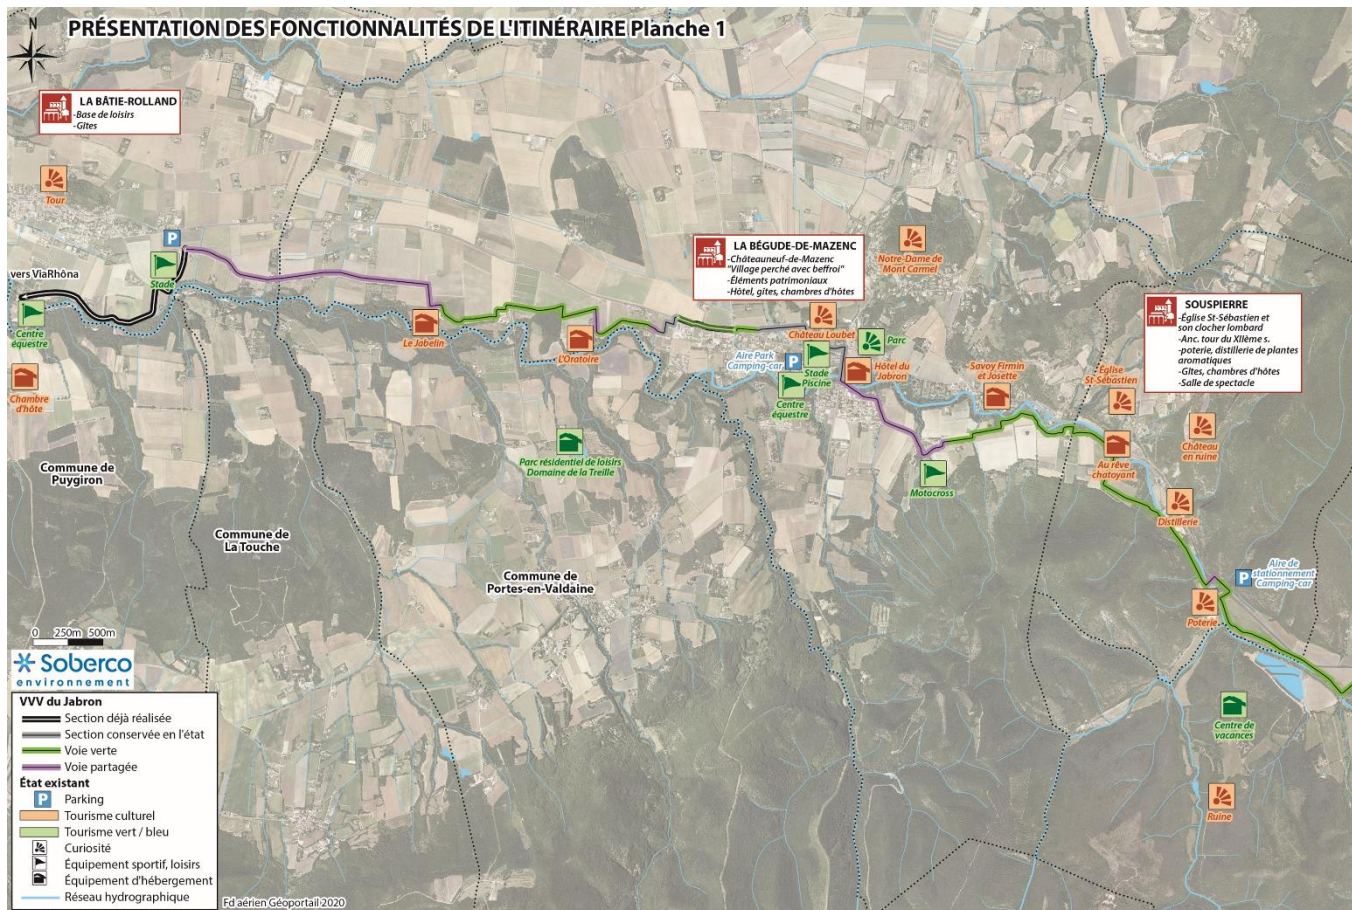 PRÉSENTATION DES FONCTIONNALITÉS DE L'ITINÉRAIRE Planche 1
N
LA BÂTIE-ROLLAND
-Base de loisirs
-Gîtes
Tour
P
Stade
vers ViaRhôna
Centre
équestre
Chambre
d'hôte
Le Jabelin
L'Oratoire
LA BÉGUDE-DE-MAZENC
-Châteauneuf-de-Mazenc
"Village perché avec beffroi"
-Éléments patrimoniaux
-Hôtel, gîtes, chambres d'hôtes
Notre-Dame de
Mont Carmel
Château Loubet
Parc
Aire Park
Camping-car
P
Stade
Piscine
Hôtel du
Jabron
Centre
équestre
Savoy Firmin
et Josette
Église
St-Sébastien
SOUSPIERRE
-Église St-Sébastien et
son clocher lombard
-Anc. tour du XIIème s.
-poterie, distillerie de plantes
aromatiques
-Gîtes, chambres d'hôtes
-Salle de spectacle
Château
en ruine
Au rêve
chatoyant
Motocross
Distillerie
Parc résidentiel de loisirs
Domaine de la Treille
Commune de
Puygiron
Commune de
La Touche
Commune de
Portes-en-Valdaine
Aire de
stationnement
Camping-car
P
Poterie
Centre de
vacances
Ruine
0 250m 500m
Soberco
environnement
VVV du Jabron
Section déjà réalisée
Section conservée en l'état
Voie verte
Voie partagée
État existant
P Parking
Tourisme culturel
Tourisme vert / bleu
Curiosité
Équipement sportif, loisirs
Équipement d'hébergement
Réseau hydrographique
Fd aérien Géoportail 2020